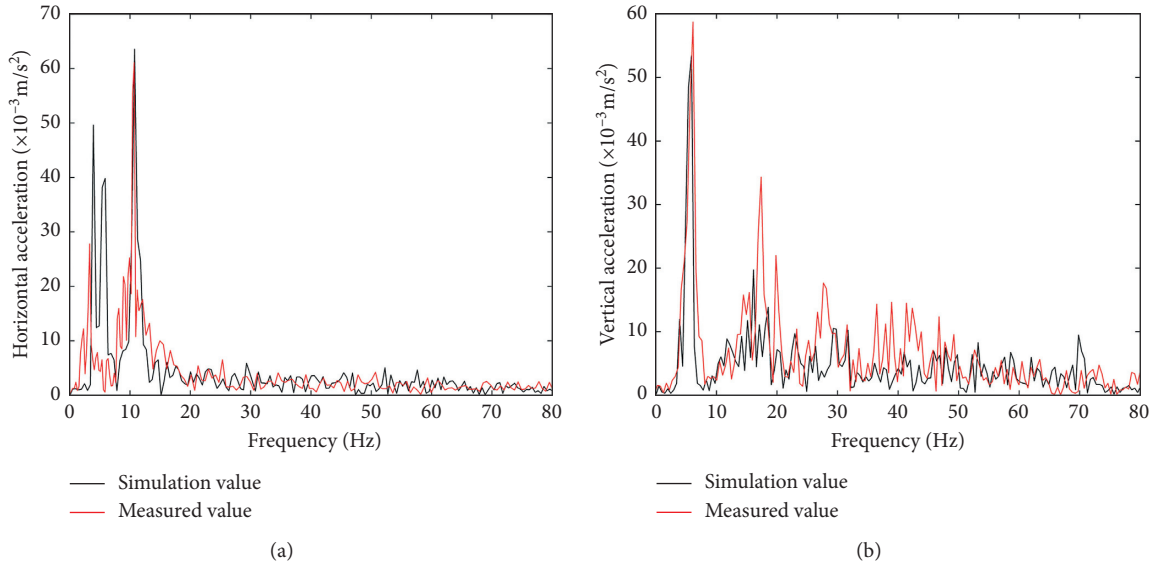 70
60
50
40
30
20
10
0
Horizontal acceleration (×10⁻³ m/s²)
0 10 20 30 40 50 60 70 80
Frequency (Hz)
Simulation value
Measured value
(a)
60
50
40
30
20
10
0
Vertical acceleration (×10⁻³ m/s²)
0 10 20 30 40 50 60 70 80
Frequency (Hz)
Simulation value
Measured value
(b)